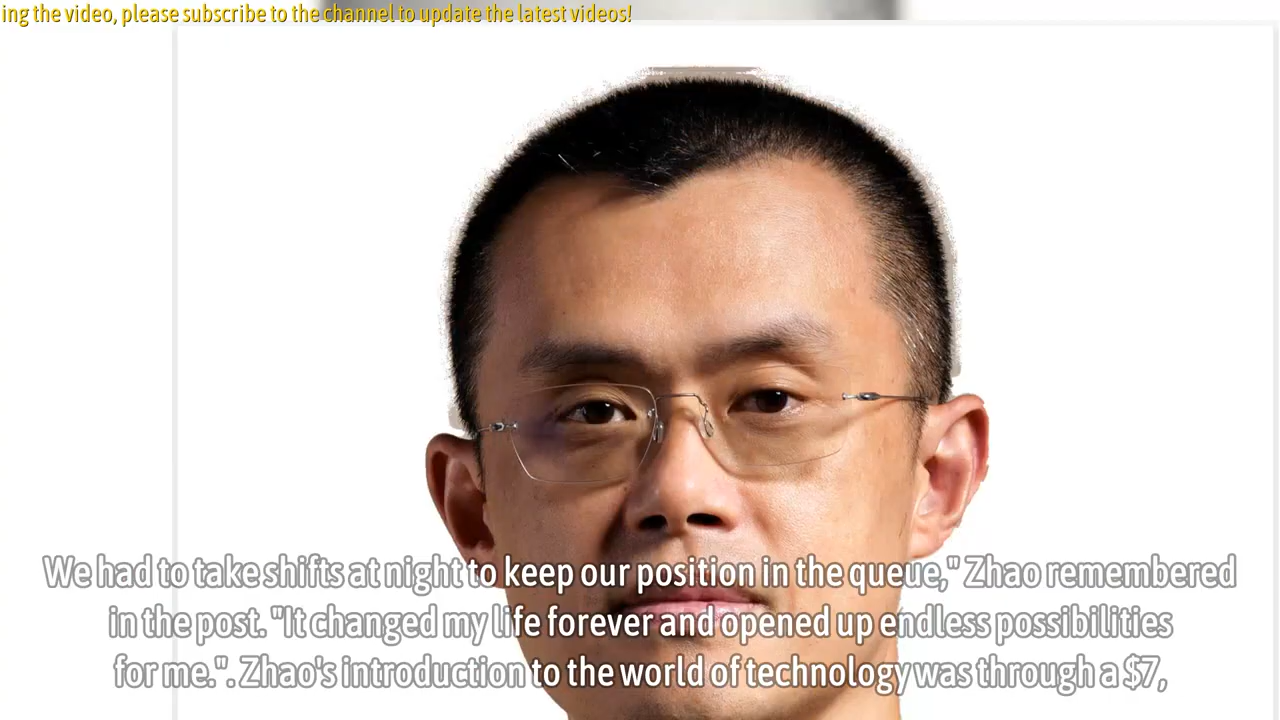 ing the video, please subscribe to the channel to update the latest videos!
We had to take shifts at night to keep our position in the queue," Zhao remembered
in the post. "It changed my life forever and opened up endless possibilities
for me.". Zhao's introduction to the world of technology was through a $7,